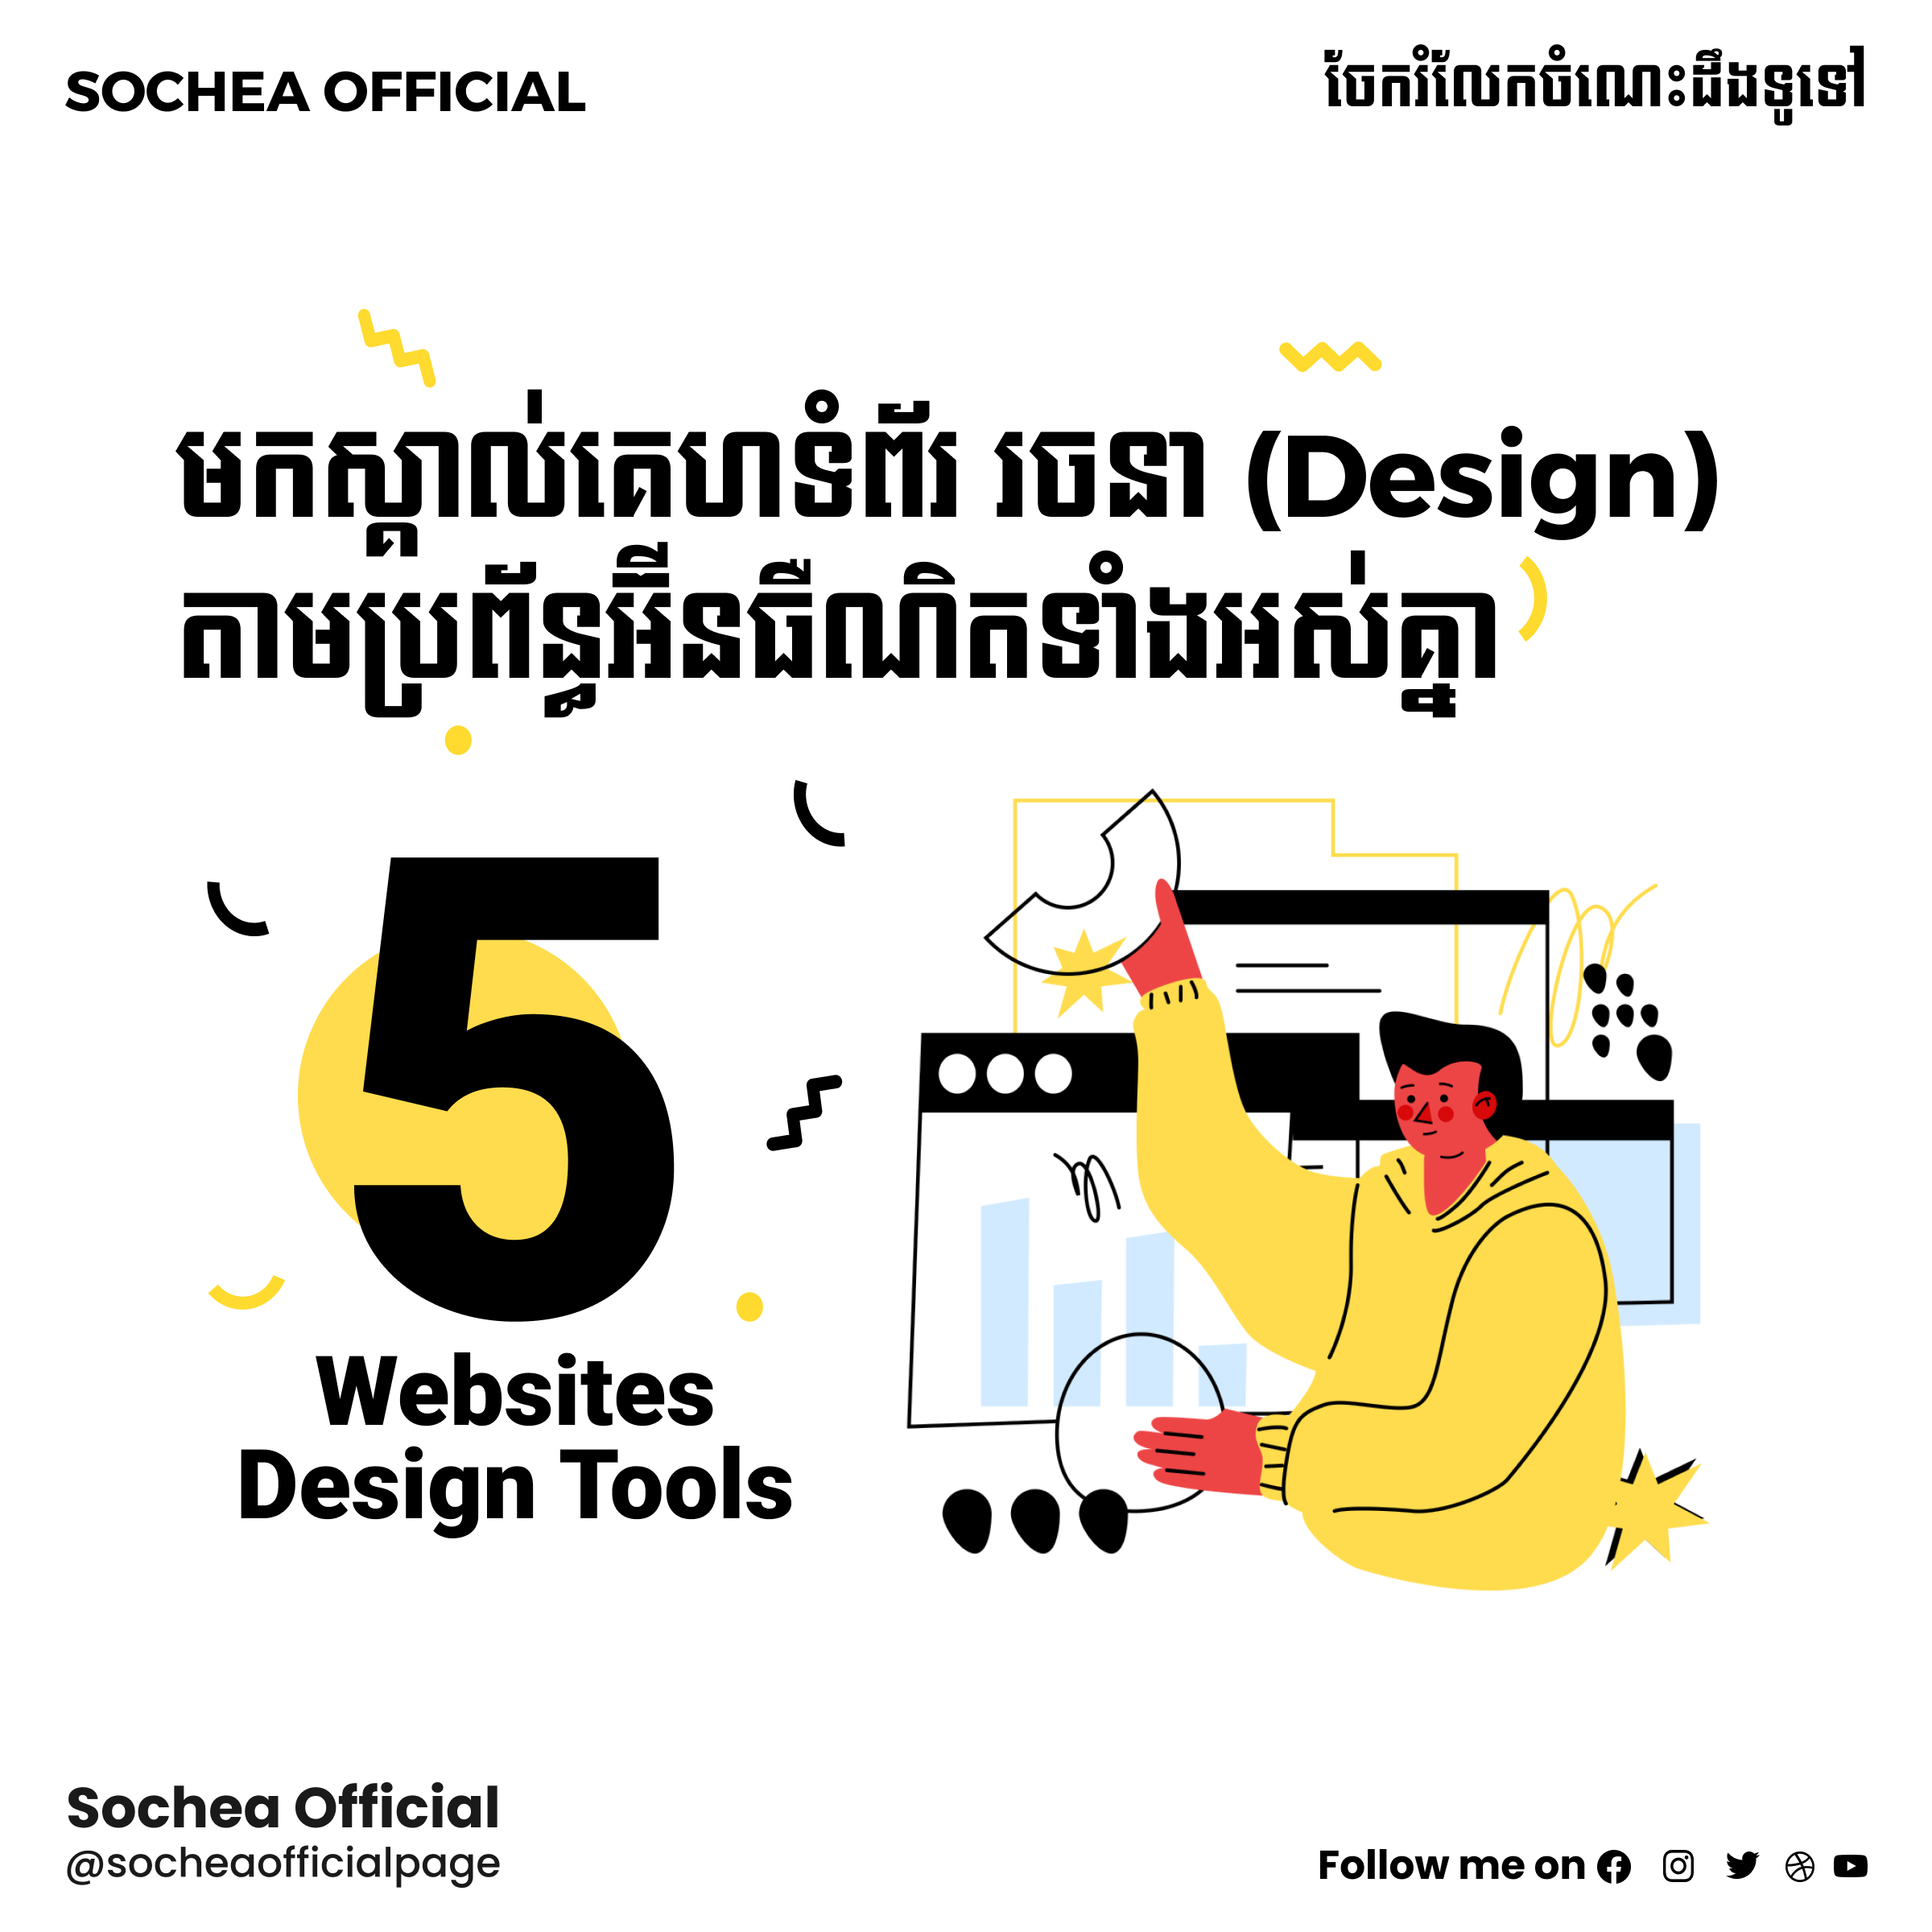 SOCHEA OFFICIAL
ចែករំលែកចំណេះដឹងទូទៅ
មកស្គាល់គេហទំព័រ រចនា (Design)
តាមប្រព័ន្ធអ៊ីនធឺណិតទាំង៥អស់គ្នា
5
Websites
Design Tools
Sochea Official
@socheaofficialpage
Follow me on